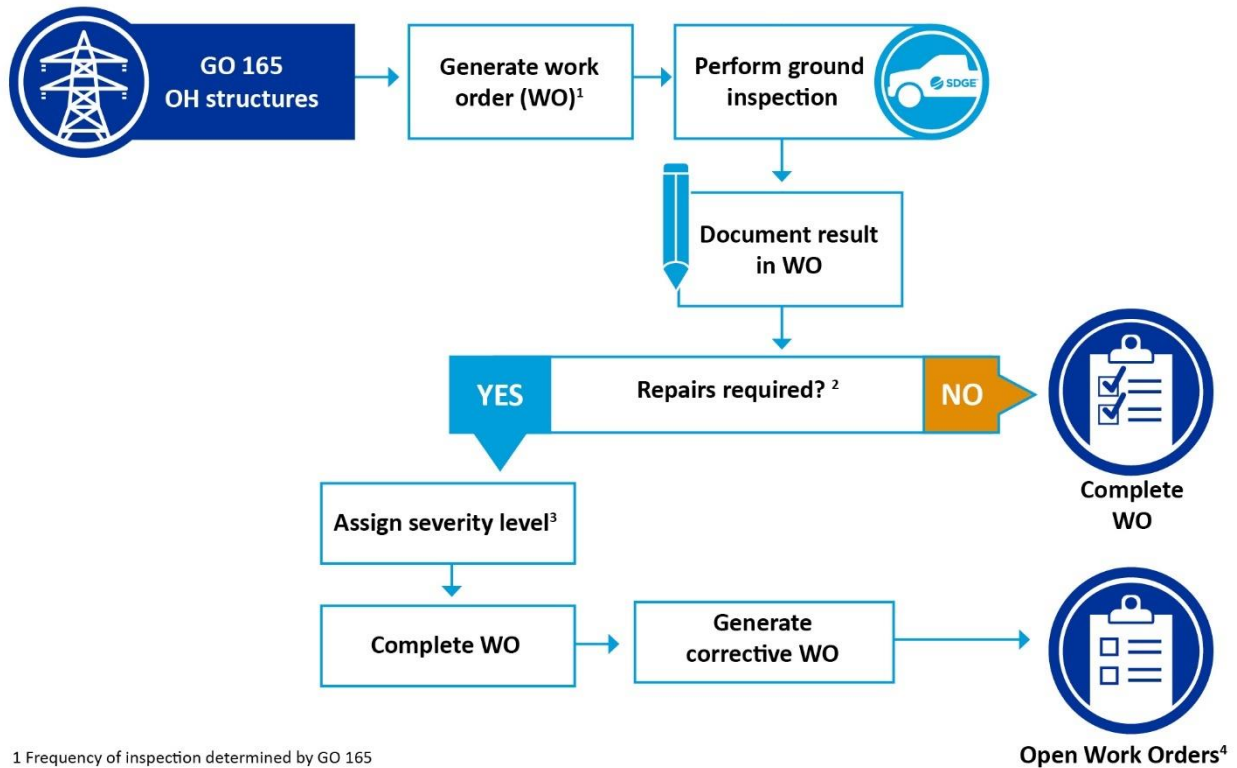 GO 165
OH structures
Generate work
order (WO)¹
Perform ground
inspection
SDGE
Document result
in WO
YES
Repairs required? ²
NO
Complete
WO
Assign severity level³
Complete WO
Generate
corrective WO
Open Work Orders⁴
1 Frequency of inspection determined by GO 165